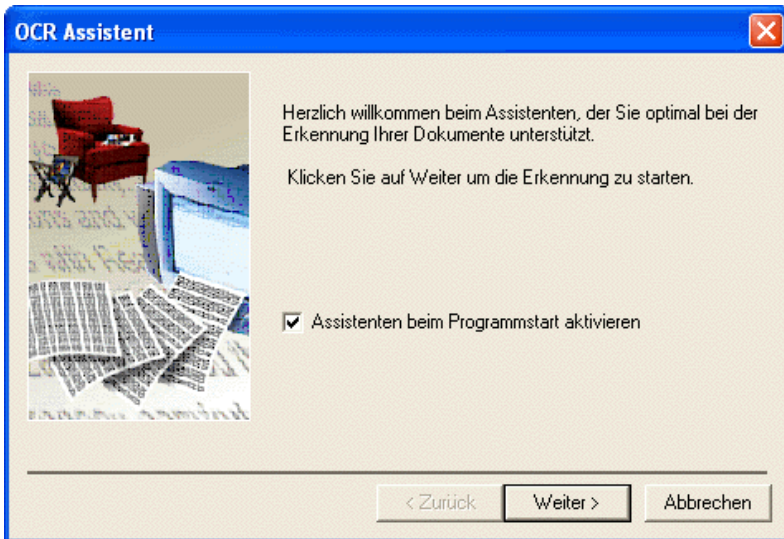 OCR Assistent
Herzlich willkommen beim Assistenten, der Sie optimal bei der
Erkennung Ihrer Dokumente unterstützt.
Klicken Sie auf Weiter um die Erkennung zu starten.
Assistenten beim Programmstart aktivieren
< Zurück
Weiter >
Abbrechen